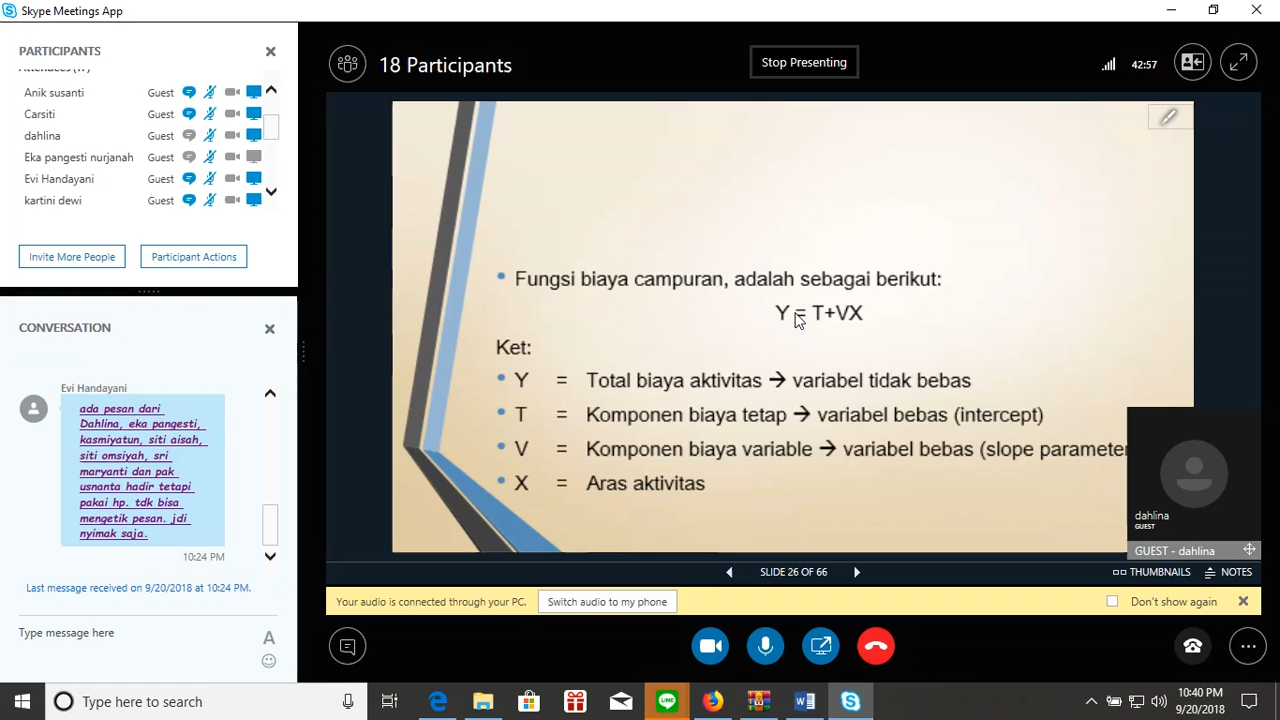 Skype Meetings App
PARTICIPANTS
Anik susanti Guest
Carsiti Guest
dahlina Guest
Eka pangesti nurjanah Guest
Evi Handayani Guest
kartini dewi Guest
Invite More People Participant Actions
CONVERSATION
Evi Handayani
ada pesan dari
Dahlina, eka pangesti,
kasmiyatun, siti aisah,
siti omsiyah, sri
maryanti dan pak
usnanta hadir tetapi
pakai hp. tdk bisa
mengetik pesan. jdi
nyimak saja.
10:24 PM
Last message received on 9/20/2018 at 10:24 PM.
Type message here
A
18 Participants
Stop Presenting
42:57
• Fungsi biaya campuran, adalah sebagai berikut:
Y = T+VX
Ket:
• Y = Total biaya aktivitas → variabel tidak bebas
• T = Komponen biaya tetap → variabel bebas (intercept)
• V = Komponen biaya variable → variabel bebas (slope parameter
• X = Aras aktivitas
dahlina
GUEST
GUEST - dahlina
SLIDE 26 OF 66
THUMBNAILS NOTES
Your audio is connected through your PC. Switch audio to my phone Don't show again
Type here to search
10:40 PM
9/20/2018